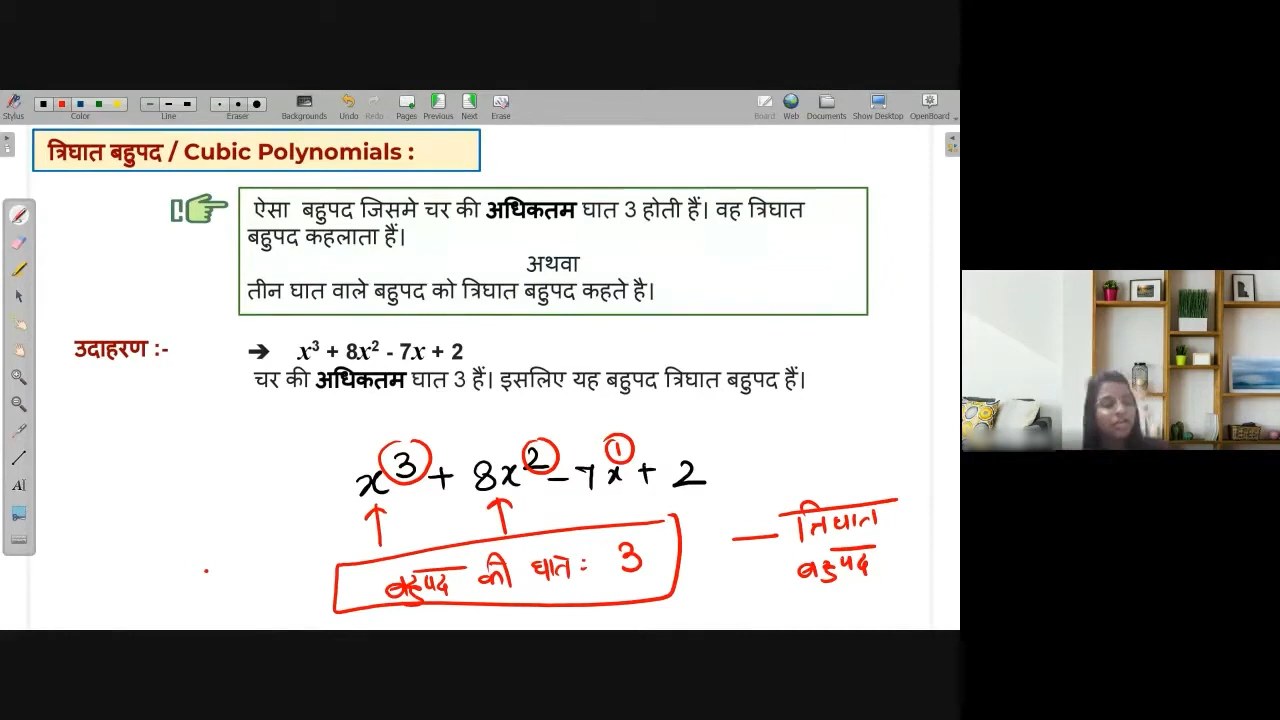 Stylus
Color
Line
Eraser
Backgrounds
Undo
Redo
Pages
Previous
Next
Erase
Board
Web
Documents
Show Desktop
OpenBoard
त्रिघात बहुपद / Cubic Polynomials :
ऐसा बहुपद जिसमे चर की अधिकतम घात 3 होती हैं। वह त्रिघात
बहुपद कहलाता हैं।
अथवा
तीन घात वाले बहुपद को त्रिघात बहुपद कहते है।
उदाहरण :- ➔ x³ + 8x² - 7x + 2
चर की अधिकतम घात 3 हैं। इसलिए यह बहुपद त्रिघात बहुपद हैं।
x³ + 8x² - 7x¹ + 2
बहुपद की घात : 3
— त्रिघात
बहुपद